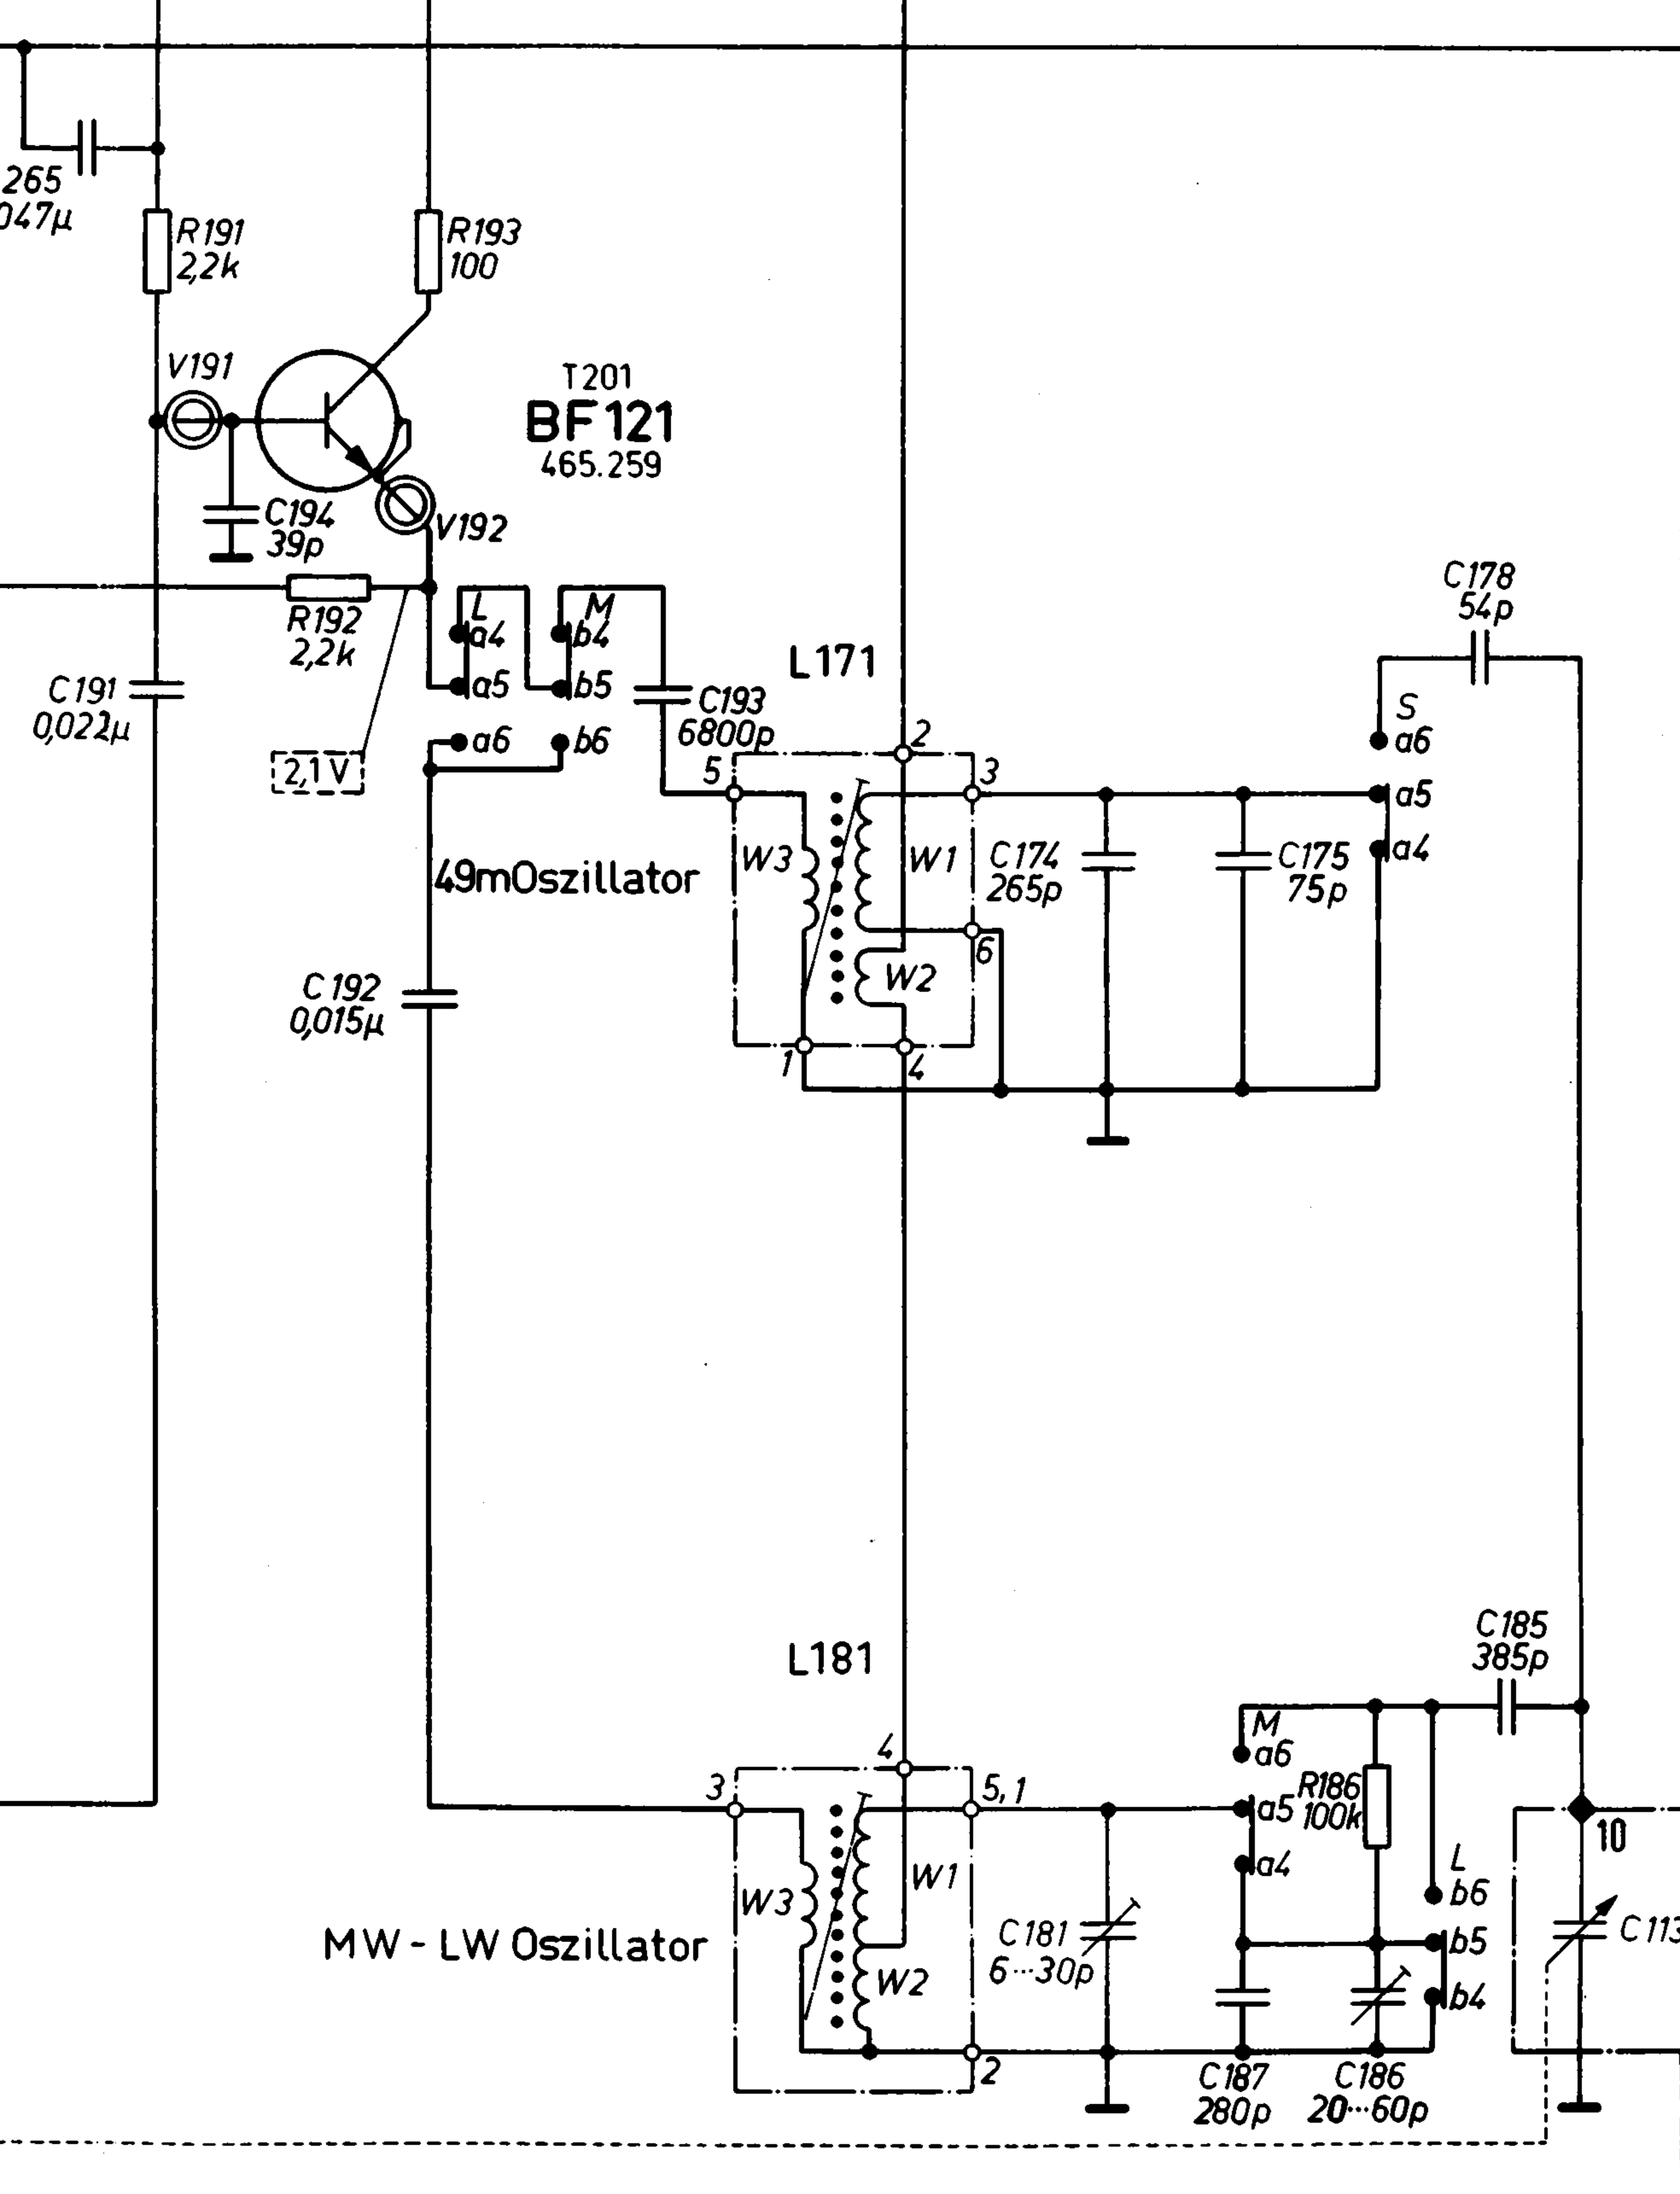 265
047µ
R191
2,2k
R193
100
V191
T201
BF121
465.259
C194
39p
V192
R192
2,2k
L
a4
a5
a6
M
b4
b5
b6
C191
0,022µ
2,1 V
C193
6800p
L171
C178
54p
S
a6
a5
a4
2
5
3
W3
W1
C174
265p
C175
75p
49m Oszillator
6
W2
C192
0,015µ
1
4
L181
C185
385p
4
3
5,1
M
a6
R186
100k
a5
a4
10
L
b6
W3
W1
MW - LW Oszillator
C181
6...30p
C113
b5
b4
W2
2
C187
280p
C186
20...60p